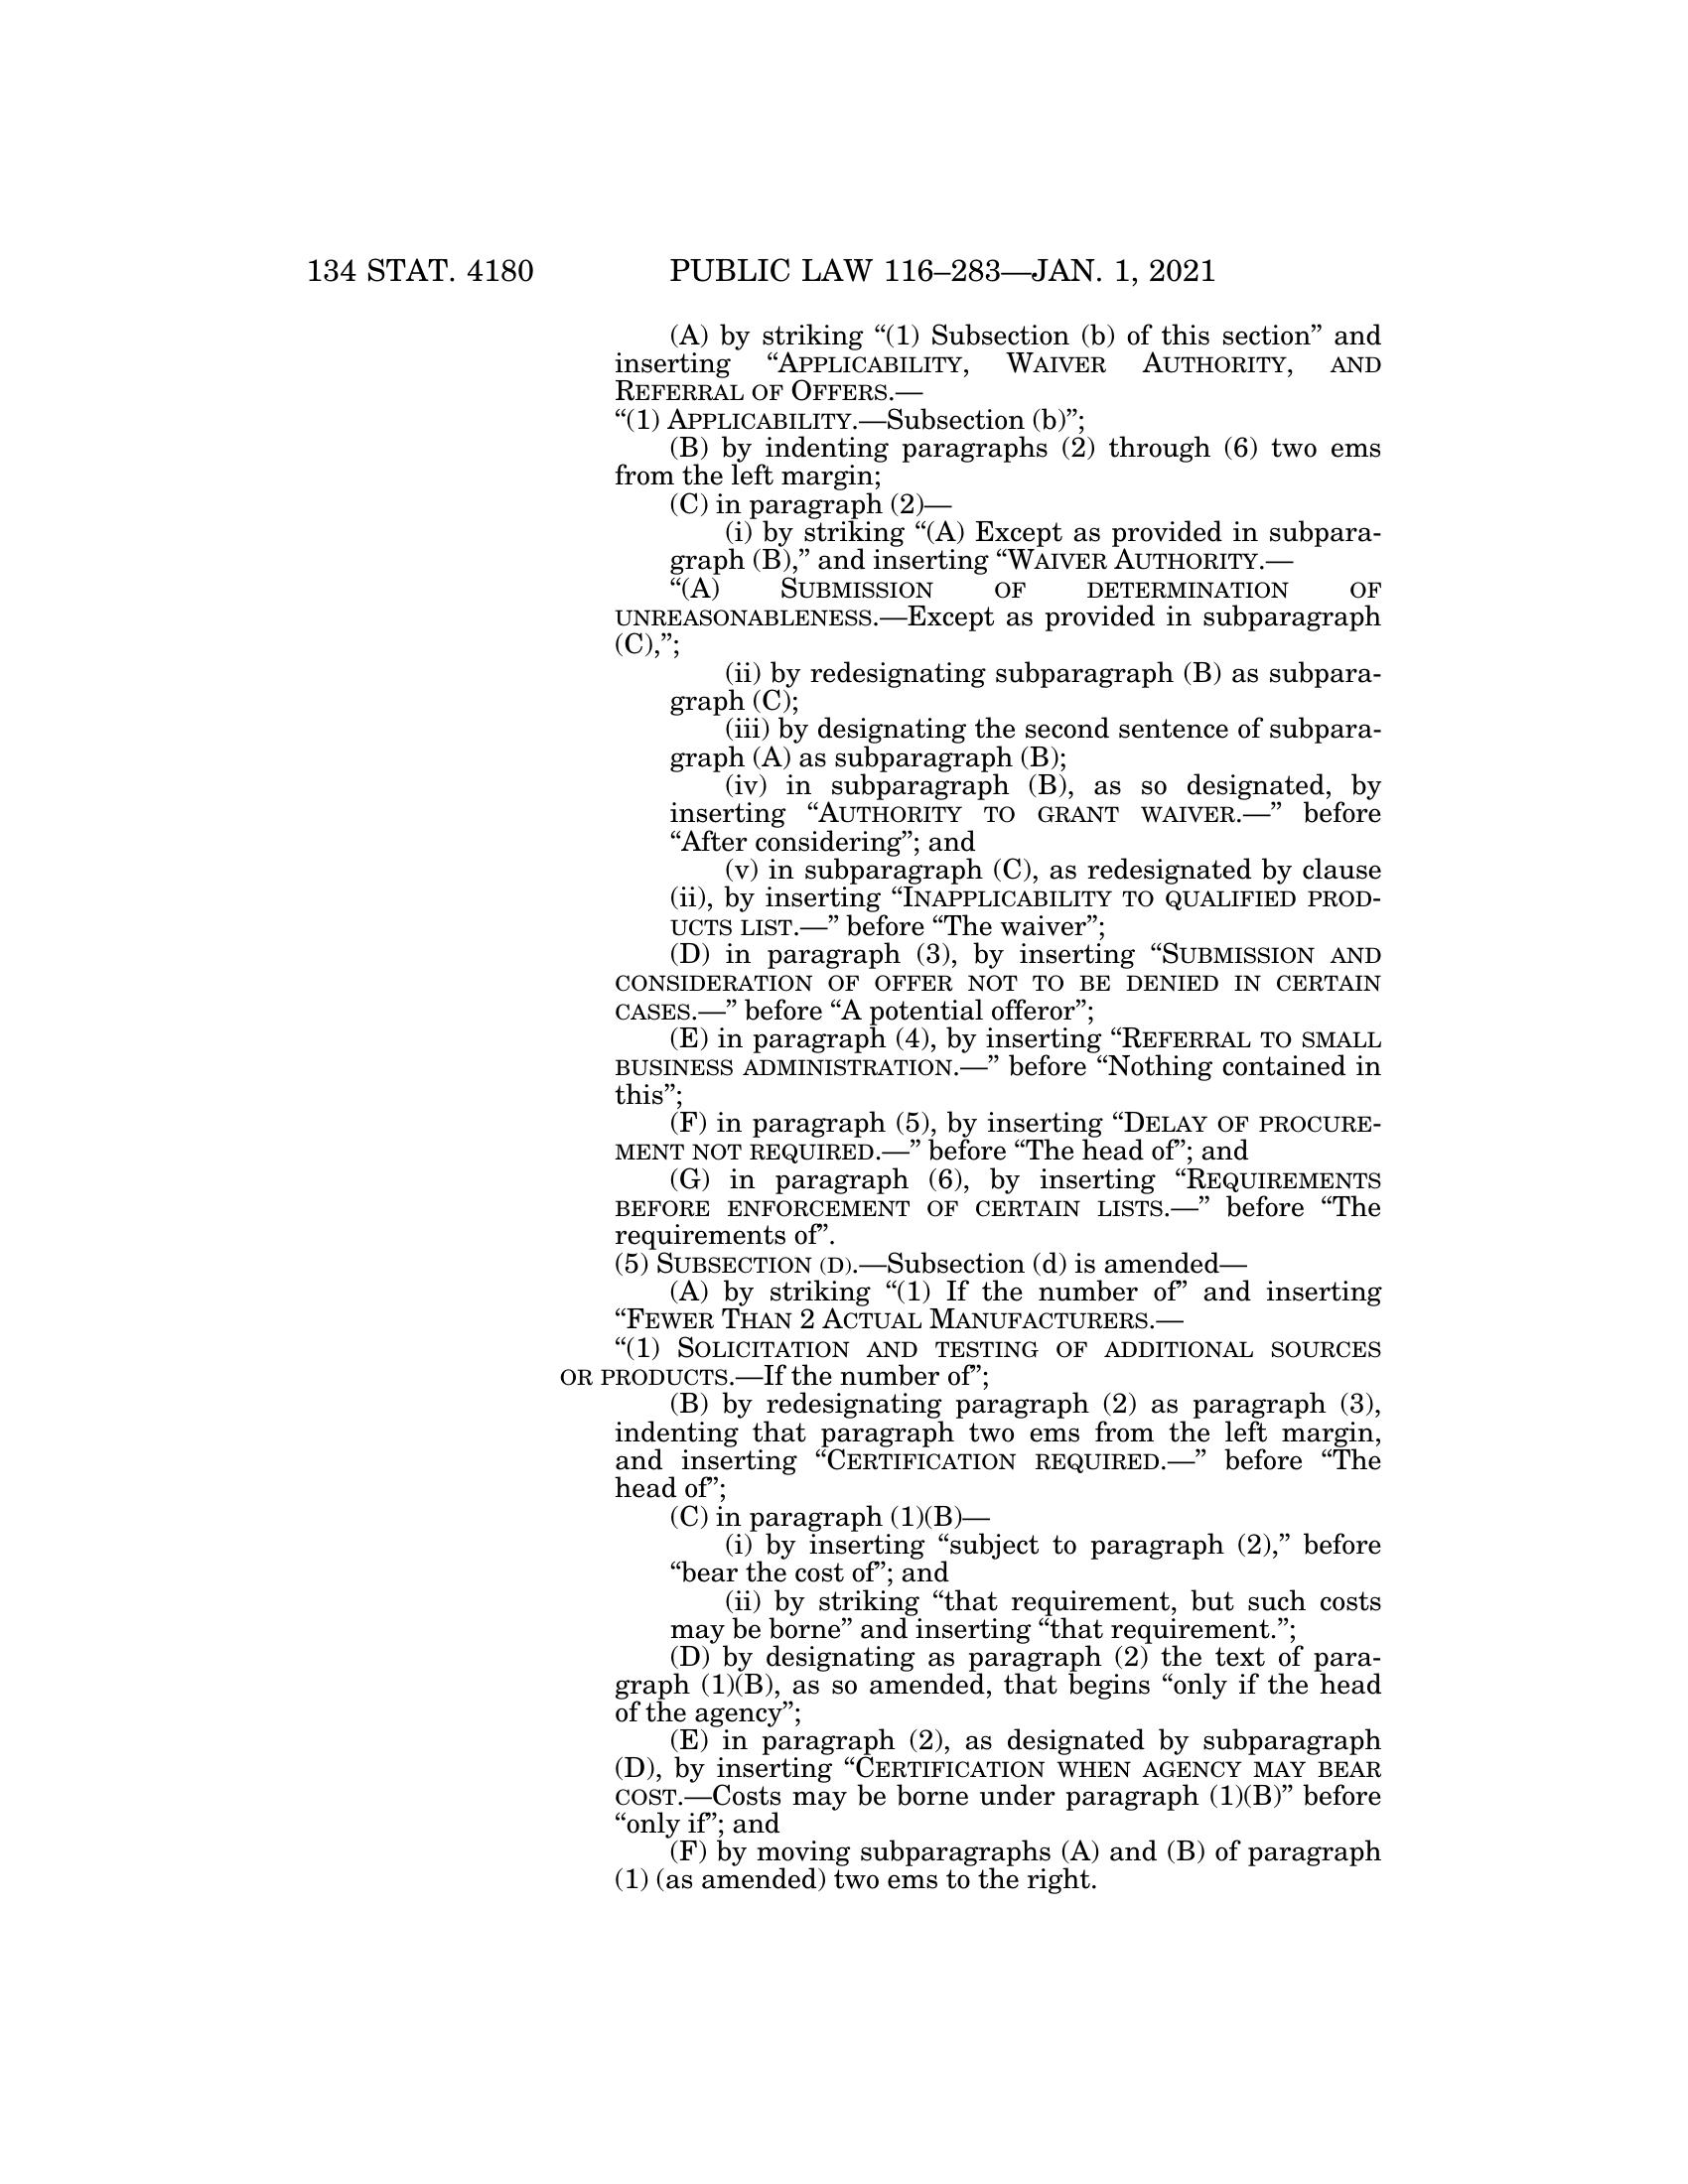 134 STAT. 4180 PUBLIC LAW 116–283—JAN. 1, 2021
(A) by striking “(1) Subsection (b) of this section” and
inserting “APPLICABILITY, WAIVER AUTHORITY, AND
REFERRAL OF OFFERS.—
“(1) APPLICABILITY.—Subsection (b)”;
(B) by indenting paragraphs (2) through (6) two ems
from the left margin;
(C) in paragraph (2)—
(i) by striking “(A) Except as provided in subpara-
graph (B),” and inserting “WAIVER AUTHORITY.—
“(A) SUBMISSION OF DETERMINATION OF
UNREASONABLENESS.—Except as provided in subparagraph
(C),”;
(ii) by redesignating subparagraph (B) as subpara-
graph (C);
(iii) by designating the second sentence of subpara-
graph (A) as subparagraph (B);
(iv) in subparagraph (B), as so designated, by
inserting “AUTHORITY TO GRANT WAIVER.—” before
“After considering”; and
(v) in subparagraph (C), as redesignated by clause
(ii), by inserting “INAPPLICABILITY TO QUALIFIED PROD-
UCTS LIST.—” before “The waiver”;
(D) in paragraph (3), by inserting “SUBMISSION AND
CONSIDERATION OF OFFER NOT TO BE DENIED IN CERTAIN
CASES.—” before “A potential offeror”;
(E) in paragraph (4), by inserting “REFERRAL TO SMALL
BUSINESS ADMINISTRATION.—” before “Nothing contained in
this”;
(F) in paragraph (5), by inserting “DELAY OF PROCURE-
MENT NOT REQUIRED.—” before “The head of”; and
(G) in paragraph (6), by inserting “REQUIREMENTS
BEFORE ENFORCEMENT OF CERTAIN LISTS.—” before “The
requirements of”.
(5) SUBSECTION (D).—Subsection (d) is amended—
(A) by striking “(1) If the number of” and inserting
“FEWER THAN 2 ACTUAL MANUFACTURERS.—
“(1) SOLICITATION AND TESTING OF ADDITIONAL SOURCES
OR PRODUCTS.—If the number of”;
(B) by redesignating paragraph (2) as paragraph (3),
indenting that paragraph two ems from the left margin,
and inserting “CERTIFICATION REQUIRED.—” before “The
head of”;
(C) in paragraph (1)(B)—
(i) by inserting “subject to paragraph (2),” before
“bear the cost of”; and
(ii) by striking “that requirement, but such costs
may be borne” and inserting “that requirement.”;
(D) by designating as paragraph (2) the text of para-
graph (1)(B), as so amended, that begins “only if the head
of the agency”;
(E) in paragraph (2), as designated by subparagraph
(D), by inserting “CERTIFICATION WHEN AGENCY MAY BEAR
COST.—Costs may be borne under paragraph (1)(B)” before
“only if”; and
(F) by moving subparagraphs (A) and (B) of paragraph
(1) (as amended) two ems to the right.